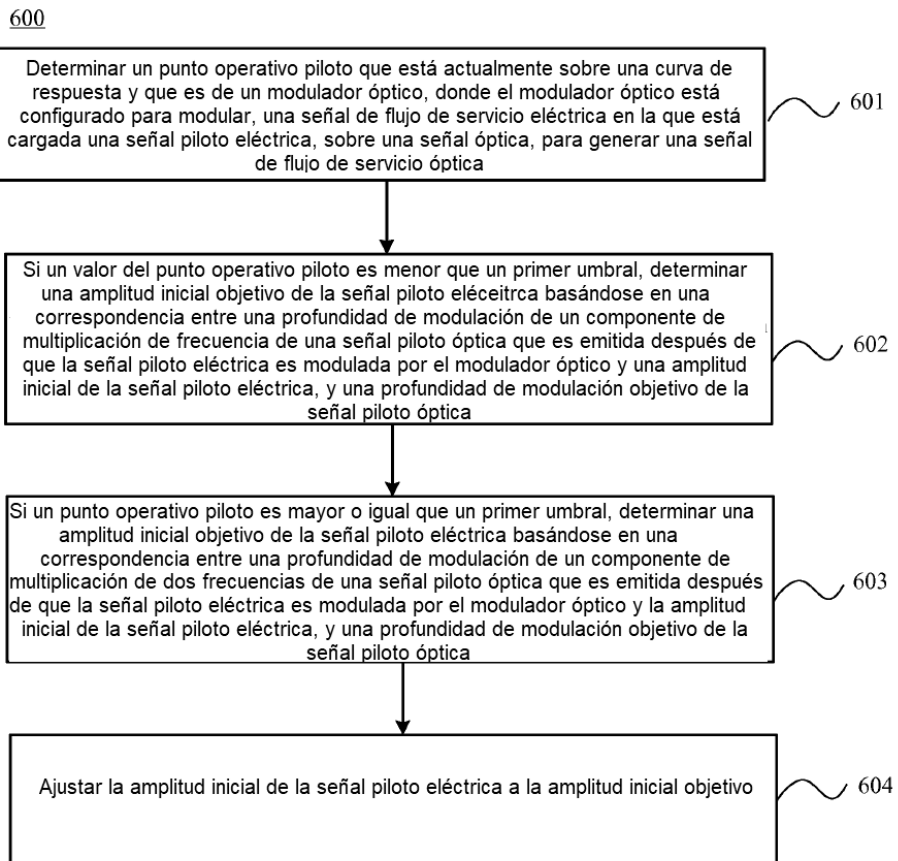 600
Determinar un punto operativo piloto que está actualmente sobre una curva de
respuesta y que es de un modulador óptico, donde el modulador óptico está
configurado para modular, una señal de flujo de servicio eléctrica en la que está
cargada una señal piloto eléctrica, sobre una señal óptica, para generar una señal
de flujo de servicio óptica
601
Si un valor del punto operativo piloto es menor que un primer umbral, determinar
una amplitud inicial objetivo de la señal piloto eléceitrca basándose en una
correspondencia entre una profundidad de modulación de un componente de
multiplicación de frecuencia de una señal piloto óptica que es emitida después de
que la señal piloto eléctrica es modulada por el modulador óptico y una amplitud
inicial de la señal piloto eléctrica, y una profundidad de modulación objetivo de la
señal piloto óptica
602
Si un punto operativo piloto es mayor o igual que un primer umbral, determinar una
amplitud inicial objetivo de la señal piloto eléctrica basándose en una
correspondencia entre una profundidad de modulación de un componente de
multiplicación de dos frecuencias de una señal piloto óptica que es emitida después
de que la señal piloto eléctrica es modulada por el modulador óptico y la amplitud
inicial de la señal piloto eléctrica, y una profundidad de modulación objetivo de la
señal piloto óptica
603
Ajustar la amplitud inicial de la señal piloto eléctrica a la amplitud inicial objetivo
604